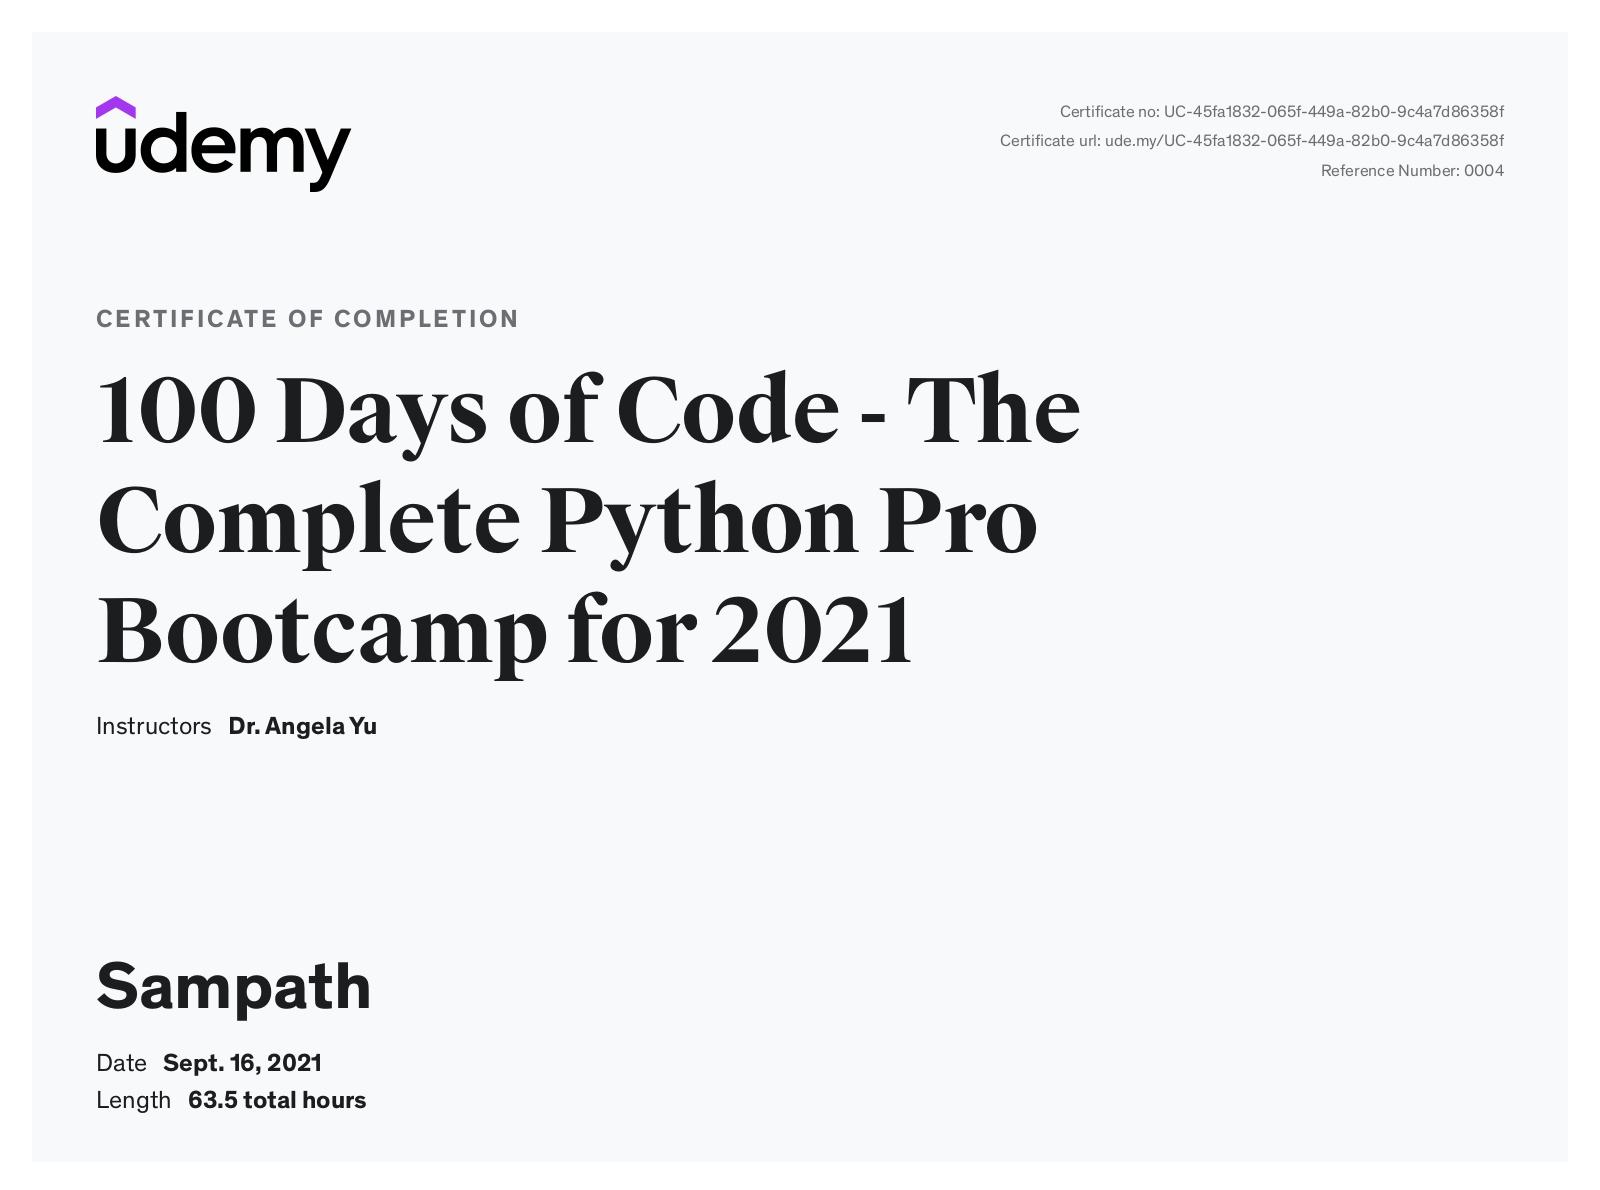 udemy
Certificate no: UC-45fa1832-065f-449a-82b0-9c4a7d86358f
Certificate url: ude.my/UC-45fa1832-065f-449a-82b0-9c4a7d86358f
Reference Number: 0004
CERTIFICATE OF COMPLETION
100 Days of Code - The
Complete Python Pro
Bootcamp for 2021
Instructors Dr. Angela Yu
Sampath
Date Sept. 16, 2021
Length 63.5 total hours